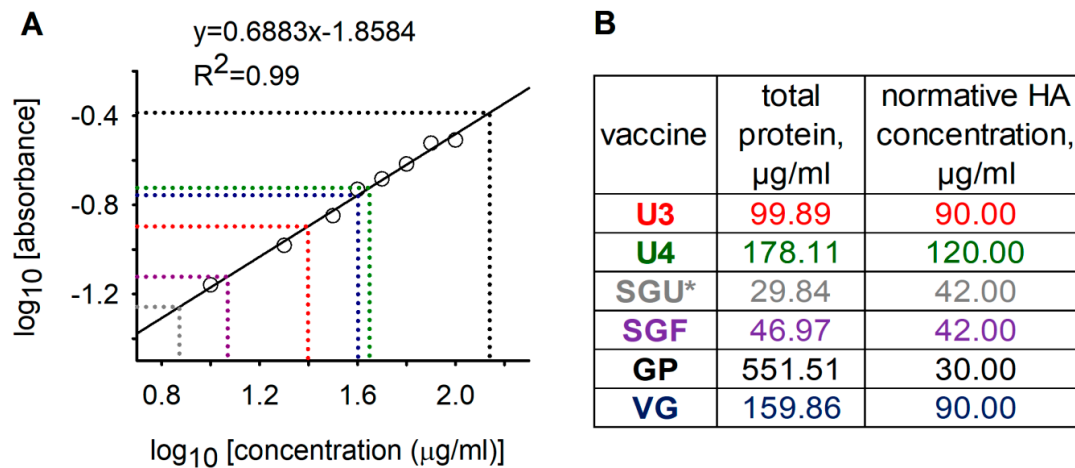 A
y=0.6883x-1.8584
R2=0.99
log10 [absorbance]
-0.4
-0.8
-1.2
0.8 1.2 1.6 2.0
log10 [concentration (μg/ml)]
B
vaccine total protein, μg/ml normative HA concentration, μg/ml
U3 99.89 90.00
U4 178.11 120.00
SGU* 29.84 42.00
SGF 46.97 42.00
GP 551.51 30.00
VG 159.86 90.00